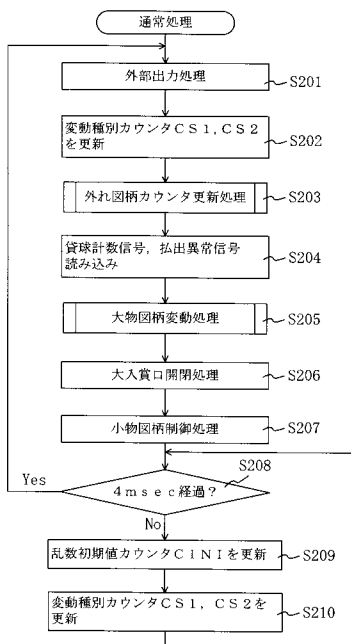 通常処理
外部出力処理
S201
変動種別カウンタCS1,CS2
を更新
S202
外れ図柄カウンタ更新処理
S203
貸球計数信号,払出異常信号
読み込み
S204
大物図柄変動処理
S205
大入賞口開閉処理
S206
小物図柄制御処理
S207
S208
Yes
4msec経過?
No
乱数初期値カウンタCINIを更新
S209
変動種別カウンタCS1, CS2を
更新
S210